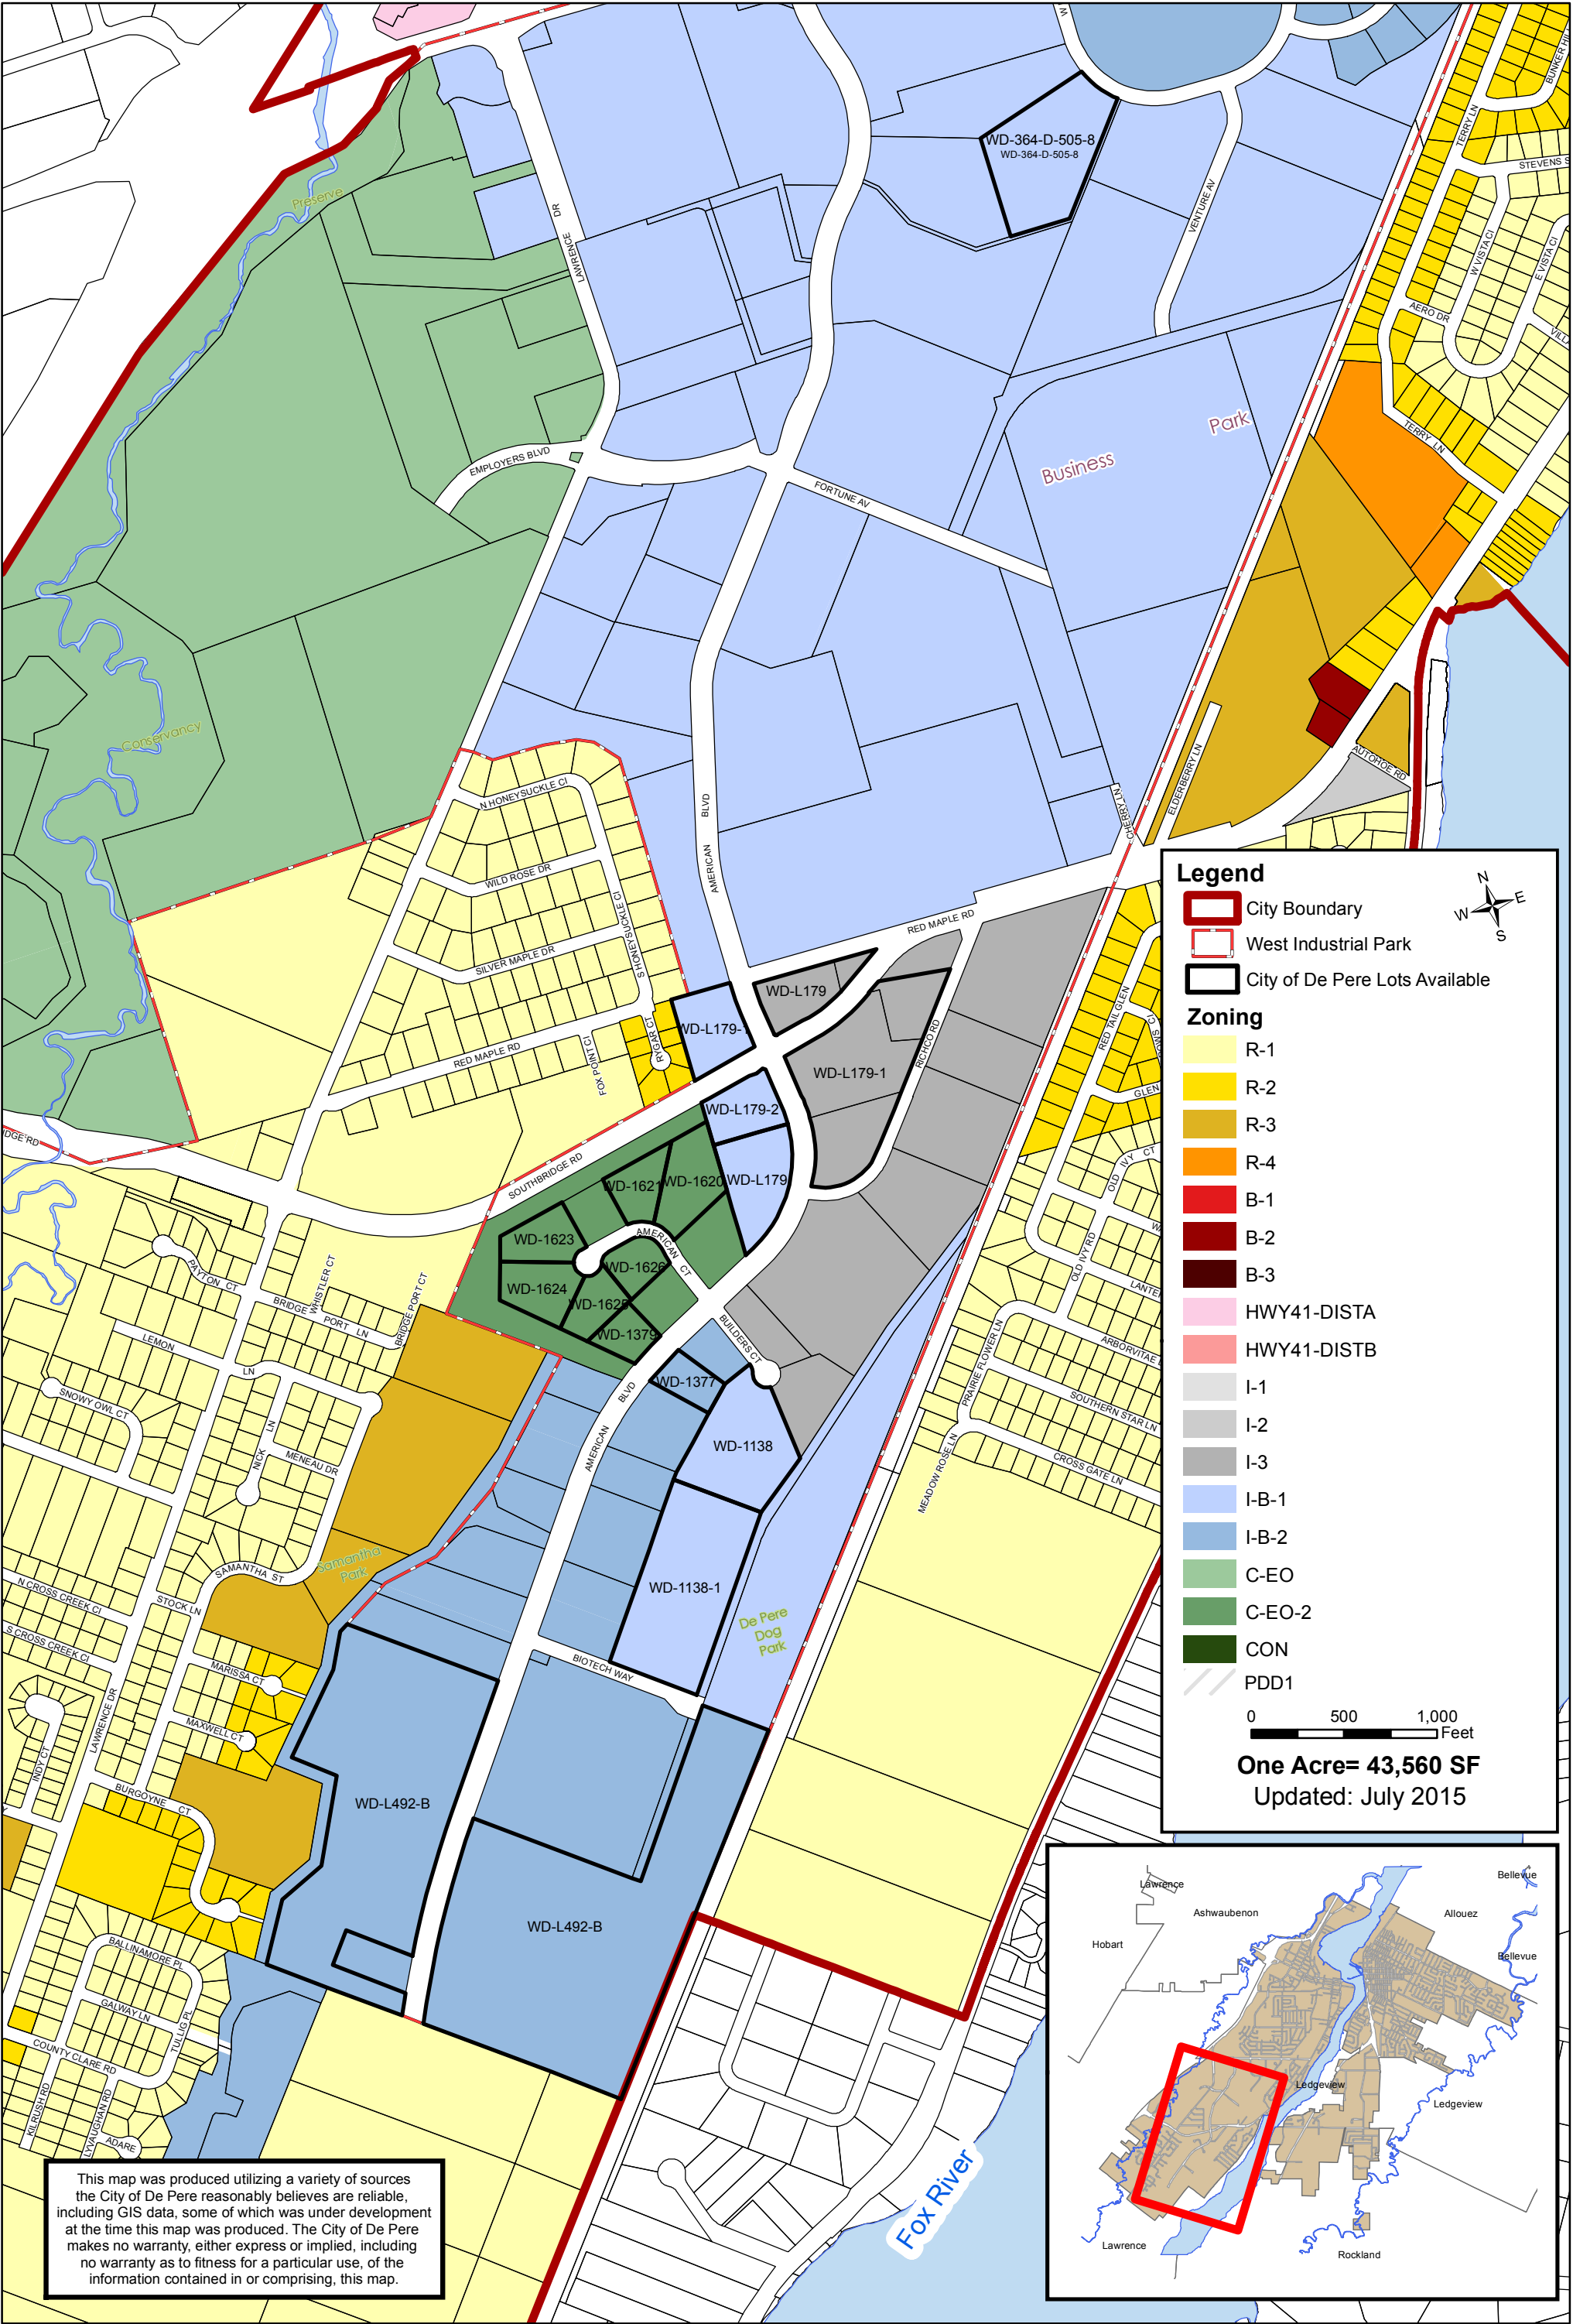 WD-364-D-505-8
WD-364-D-505-8
Preserve
LAWRENCE DR
VENTURE AV
W
BUNKER HIL
TERRY LN
STEVENS S
W VISTA CI
E VISTA CI
AERO DR
VILLA
TERRY LN
EMPLOYERS BLVD
FORTUNE AV
Business
Park
Conservancy
AMERICAN BLVD
CHERRY LN
ELDERBERRY LN
AUTOHOE RD
N HONEYSUCKLE CI
WILD ROSE DR
SILVER MAPLE DR
S HONEYSUCKLE CI
RED MAPLE RD
RED MAPLE RD
FOX POINT CI
RYGAR CT
WD-L179
WD-L179-
WD-L179-1
WD-L179-2
WD-L179
RICHCO RD
RED TAIL GLEN
GLEN
OLD IVY CT
OLD IVY RD
LANTE
ARBORVITAE
SOUTHERN STAR LN
CROSS GATE LN
PRAIRIE FLOWER LN
MEADOW ROSE LN
IDGE RD
SOUTHBRIDGE RD
WD-1621
WD-1620
WD-1623
WD-1624
WD-1626
WD-1625
WD-1379
AMERICAN CT
BUILDERS CT
WD-1377
WD-1138
WD-1138-1
AMERICAN BLVD
PAYTON CT
WHISTLER CT
BRIDGE PORT LN
BRIDGE PORT CT
LEMON LN
SNOWY OWL CT
NICK LN
MENEAU DR
SAMANTHA ST
Samantha
Park
STOCK LN
N CROSS CREEK CI
S CROSS CREEK CI
MARISSA CT
MAXWELL CT
LAWRENCE DR
INDY CT
BURGOYNE CT
BIOTECH WAY
De Pere
Dog
Park
WD-L492-B
WD-L492-B
BALLINAMORE PL
GALWAY LN
TULLIG PL
COUNTY CLARE RD
KILRUSH RD
LYVAUGHAN RD
ADARE
Fox River
Legend
N
W
E
S
City Boundary
West Industrial Park
City of De Pere Lots Available
Zoning
R-1
R-2
R-3
R-4
B-1
B-2
B-3
HWY41-DISTA
HWY41-DISTB
I-1
I-2
I-3
I-B-1
I-B-2
C-EO
C-EO-2
CON
PDD1
0 500 1,000
Feet
One Acre= 43,560 SF
Updated: July 2015
Lawrence
Ashwaubenon
Hobart
Bellevue
Allouez
Bellevue
Ledgeview
Ledgeview
Lawrence
Rockland
This map was produced utilizing a variety of sources
the City of De Pere reasonably believes are reliable,
including GIS data, some of which was under development
at the time this map was produced. The City of De Pere
makes no warranty, either express or implied, including
no warranty as to fitness for a particular use, of the
information contained in or comprising, this map.